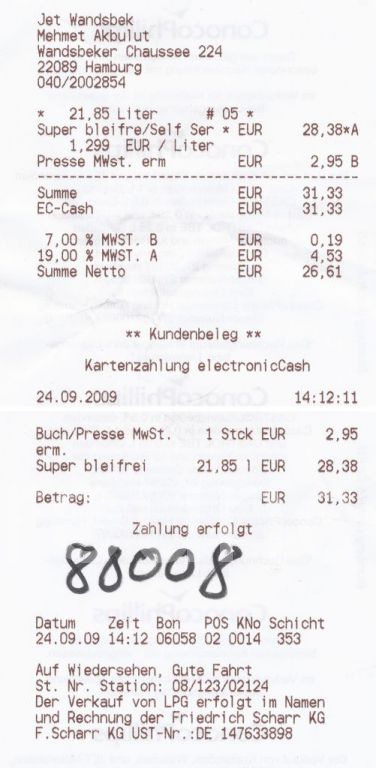 Jet Wandsbek
Mehmet Akbulut
Wandsbeker Chaussee 224
22089 Hamburg
040/2002854
* 21,85 Liter # 05 *
Super bleifre/Self Ser * EUR 28,38*A
1,299 EUR / Liter
Presse MWst. erm EUR 2,95 B
Summe EUR 31,33
EC-Cash EUR 31,33
7,00 % MWST. B EUR 0,19
19,00 % MWST. A EUR 4,53
Summe Netto EUR 26,61
** Kundenbeleg **
Kartenzahlung electronicCash
24.09.2009 14:12:11
Buch/Presse MwSt. 1 Stck EUR 2,95
erm.
Super bleifrei 21,85 l EUR 28,38
Betrag: EUR 31,33
Zahlung erfolgt
88008
Datum Zeit Bon POS KNo Schicht
24.09.09 14:12 06058 02 0014 353
Auf Wiedersehen, Gute Fahrt
St. Nr. Station: 08/123/02124
Der Verkauf von LPG erfolgt im Namen
und Rechnung der Friedrich Scharr KG
F.Scharr KG UST-Nr.:DE 147633898